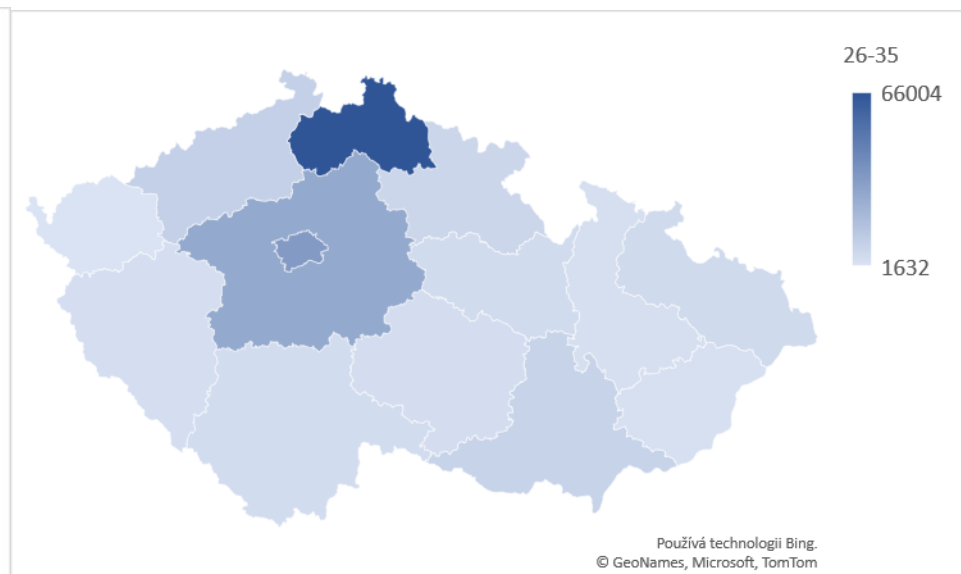 26-35
66004
1632
Používá technologii Bing.
© GeoNames, Microsoft, TomTom